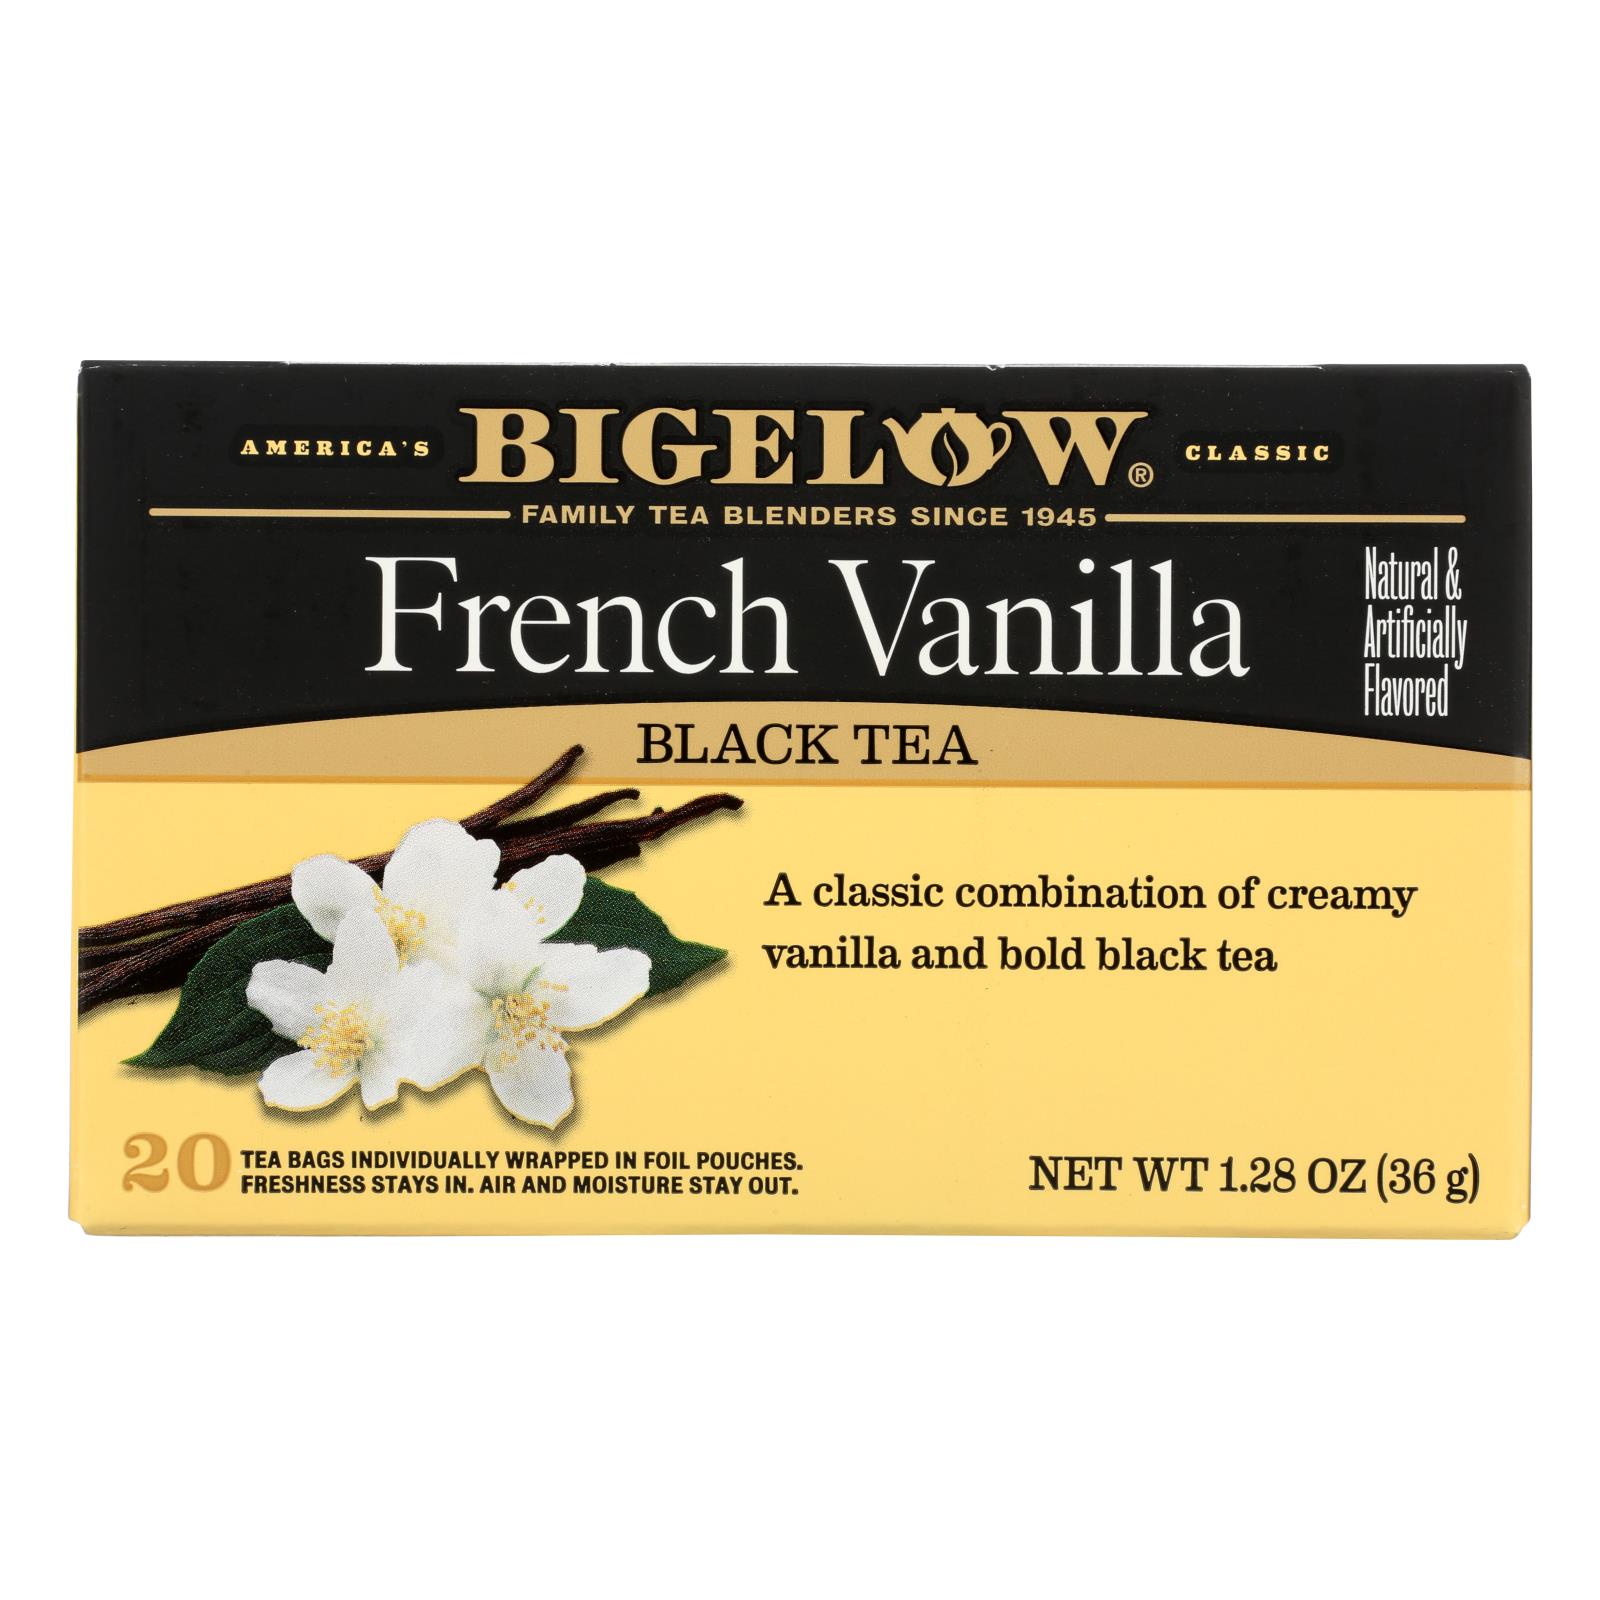 AMERICA'S BIGELOW® CLASSIC
FAMILY TEA BLENDERS SINCE 1945
French Vanilla
Natural &
Artificially
Flavored
BLACK TEA
A classic combination of creamy
vanilla and bold black tea
20 TEA BAGS INDIVIDUALLY WRAPPED IN FOIL POUCHES.
FRESHNESS STAYS IN. AIR AND MOISTURE STAY OUT.
NET WT 1.28 OZ (36 g)